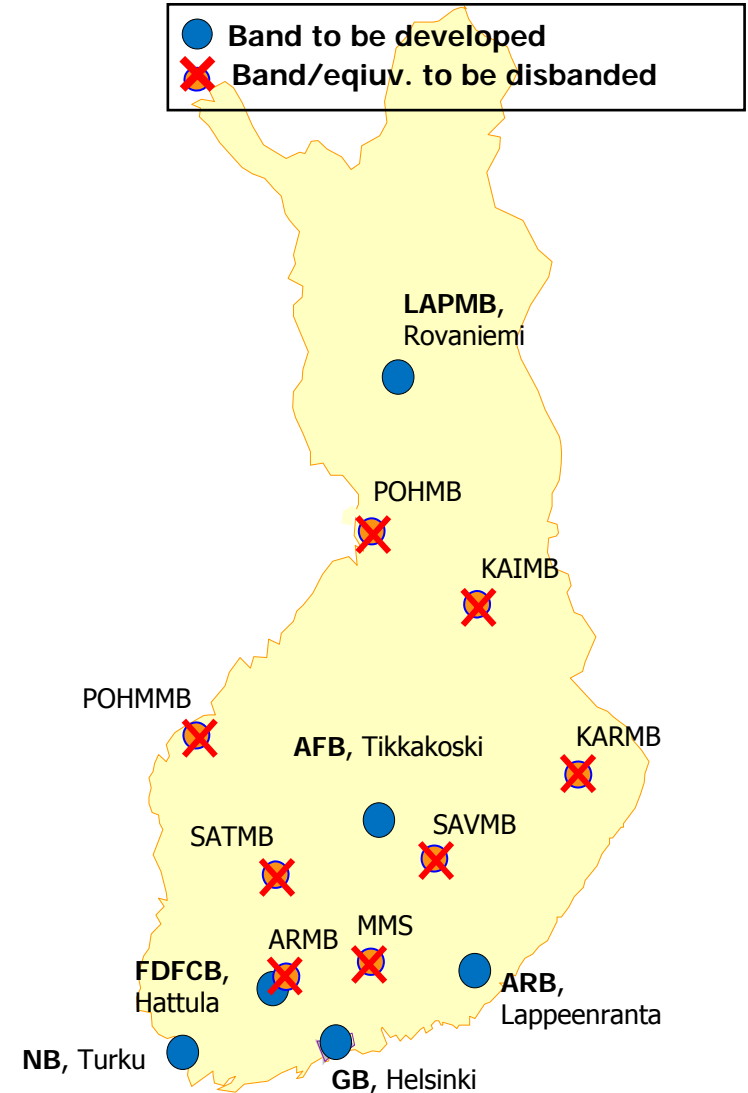 Band to be developed
Band/eqiuv. to be disbanded
LAPMB,
Rovaniemi
POHMB
KAIMB
POHMMB
AFB, Tikkakoski
KARMB
SATMB
SAVMB
ARMB
MMS
FDFCB,
Hattula
ARB,
Lappeenranta
NB, Turku
GB, Helsinki